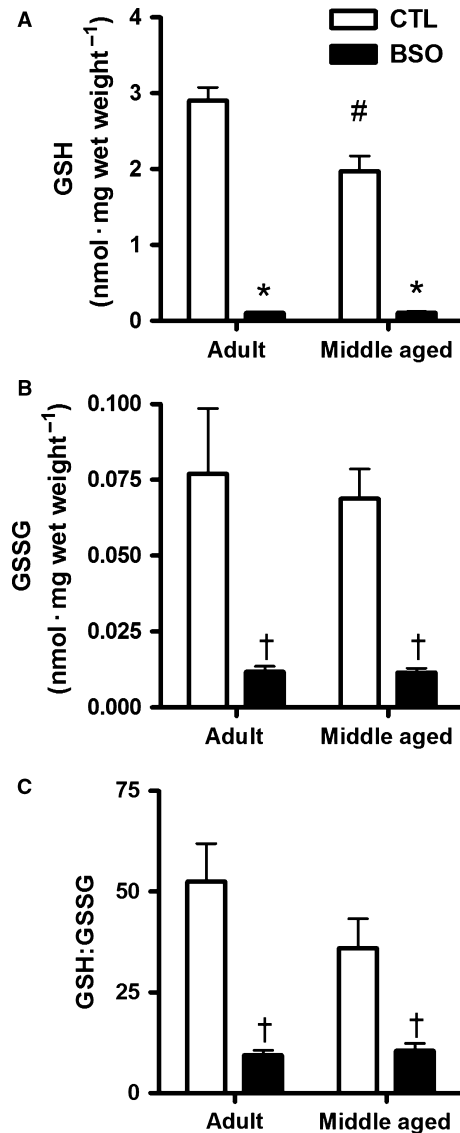 A
CTL
BSO
GSH
(nmol·mg wet weight⁻¹)
4
3
2
1
0
#
*
*
Adult
Middle aged
B
GSSG
(nmol·mg wet weight⁻¹)
0.100
0.075
0.050
0.025
0.000
†
†
Adult
Middle aged
C
GSH:GSSG
75
50
25
0
†
†
Adult
Middle aged